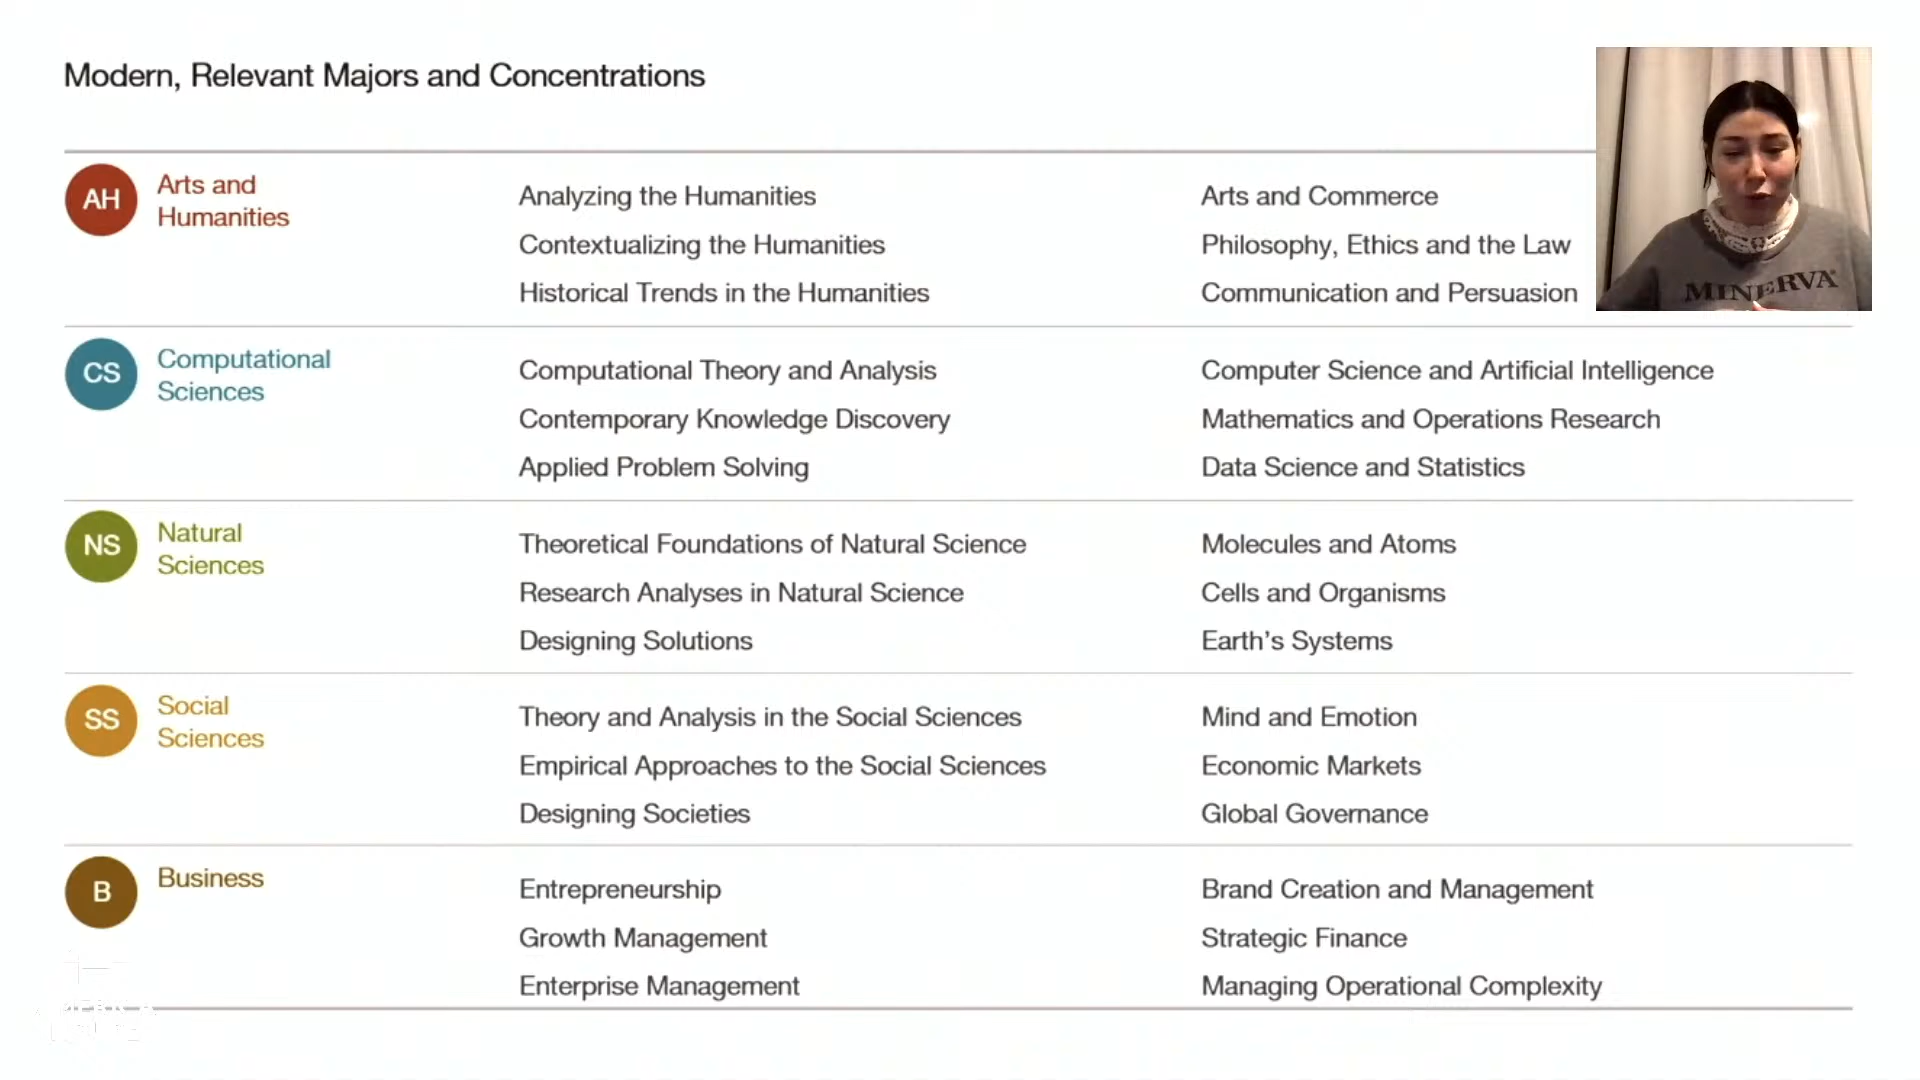 Modern, Relevant Majors and Concentrations
AH
Arts and
Humanities
Analyzing the Humanities
Contextualizing the Humanities
Historical Trends in the Humanities
Arts and Commerce
Philosophy, Ethics and the Law
Communication and Persuasion
MINERVA
CS
Computational
Sciences
Computational Theory and Analysis
Contemporary Knowledge Discovery
Applied Problem Solving
Computer Science and Artificial Intelligence
Mathematics and Operations Research
Data Science and Statistics
NS
Natural
Sciences
Theoretical Foundations of Natural Science
Research Analyses in Natural Science
Designing Solutions
Molecules and Atoms
Cells and Organisms
Earth's Systems
SS
Social
Sciences
Theory and Analysis in the Social Sciences
Empirical Approaches to the Social Sciences
Designing Societies
Mind and Emotion
Economic Markets
Global Governance
B
Business
Entrepreneurship
Growth Management
Enterprise Management
Brand Creation and Management
Strategic Finance
Managing Operational Complexity